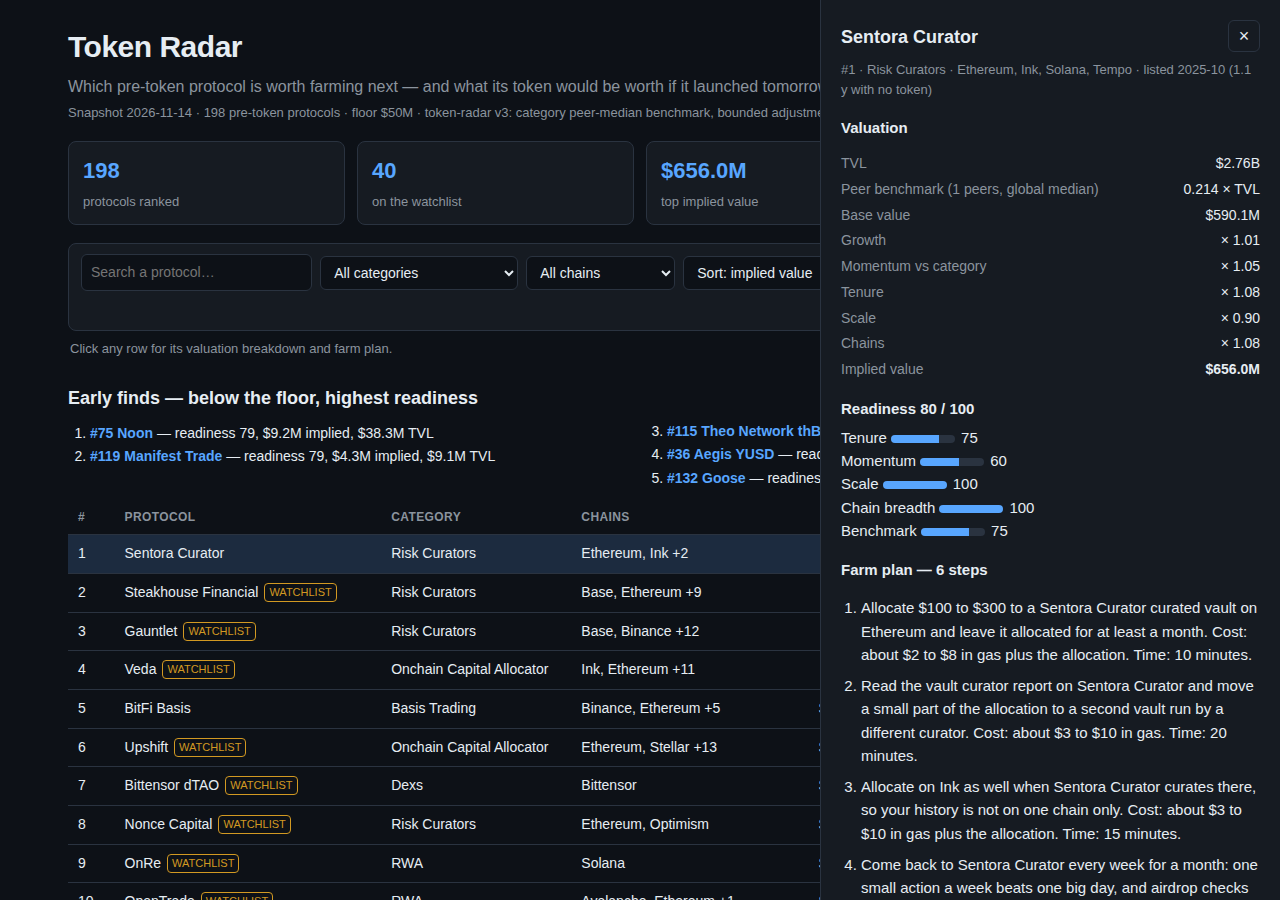 Token Radar
Which pre-token protocol is worth farming next — and what its token would be worth if it launched
Snapshot 2026-11-14 · 198 pre-token protocols · floor $50M · token-radar v3: category peer-median benchmark, bounded
198
protocols ranked
40
on the watchlist
$656.0M
top implied value
Search a protocol…
All categories
All chains
Sort: implied value
Click any row for its valuation breakdown and farm plan.
Early finds — below the floor, highest readiness
1. #75 Noon — readiness 79, $9.2M implied, $38.3M TVL
2. #119 Manifest Trade — readiness 79, $4.3M implied, $9.1M TVL
3. #115 Theo Network
4. #36 Aegis YUSD —
5. #132 Goose —
# PROTOCOL CATEGORY CHAINS
1 Sentora Curator Risk Curators Ethereum, Ink +2
2 Steakhouse Financial WATCHLIST Risk Curators Base, Ethereum +9
3 Gauntlet WATCHLIST Risk Curators Base, Binance +12
4 Veda WATCHLIST Onchain Capital Allocator Ink, Ethereum +11
5 BitFi Basis Basis Trading Binance, Ethereum +5
6 Upshift WATCHLIST Onchain Capital Allocator Ethereum, Stellar +13
7 Bittensor dTAO WATCHLIST Dexs Bittensor
8 Nonce Capital WATCHLIST Risk Curators Ethereum, Optimism
9 OnRe WATCHLIST RWA Solana
10 OpenTrade WATCHLIST RWA Avalanche, Ethereum +1
Sentora Curator
×
#1 · Risk Curators · Ethereum, Ink, Solana, Tempo · listed 2025-10 (1.1
y with no token)
Valuation
TVL $2.76B
Peer benchmark (1 peers, global median) 0.214 × TVL
Base value $590.1M
Growth × 1.01
Momentum vs category × 1.05
Tenure × 1.08
Scale × 0.90
Chains × 1.08
Implied value $656.0M
Readiness 80 / 100
Tenure 75
Momentum 60
Scale 100
Chain breadth 100
Benchmark 75
Farm plan — 6 steps
1. Allocate $100 to $300 to a Sentora Curator curated vault on
Ethereum and leave it allocated for at least a month. Cost:
about $2 to $8 in gas plus the allocation. Time: 10 minutes.
2. Read the vault curator report on Sentora Curator and move
a small part of the allocation to a second vault run by a
different curator. Cost: about $3 to $10 in gas. Time: 20
minutes.
3. Allocate on Ink as well when Sentora Curator curates there,
so your history is not on one chain only. Cost: about $3 to
$10 in gas plus the allocation. Time: 15 minutes.
4. Come back to Sentora Curator every week for a month: one
small action a week beats one big day, and airdrop checks